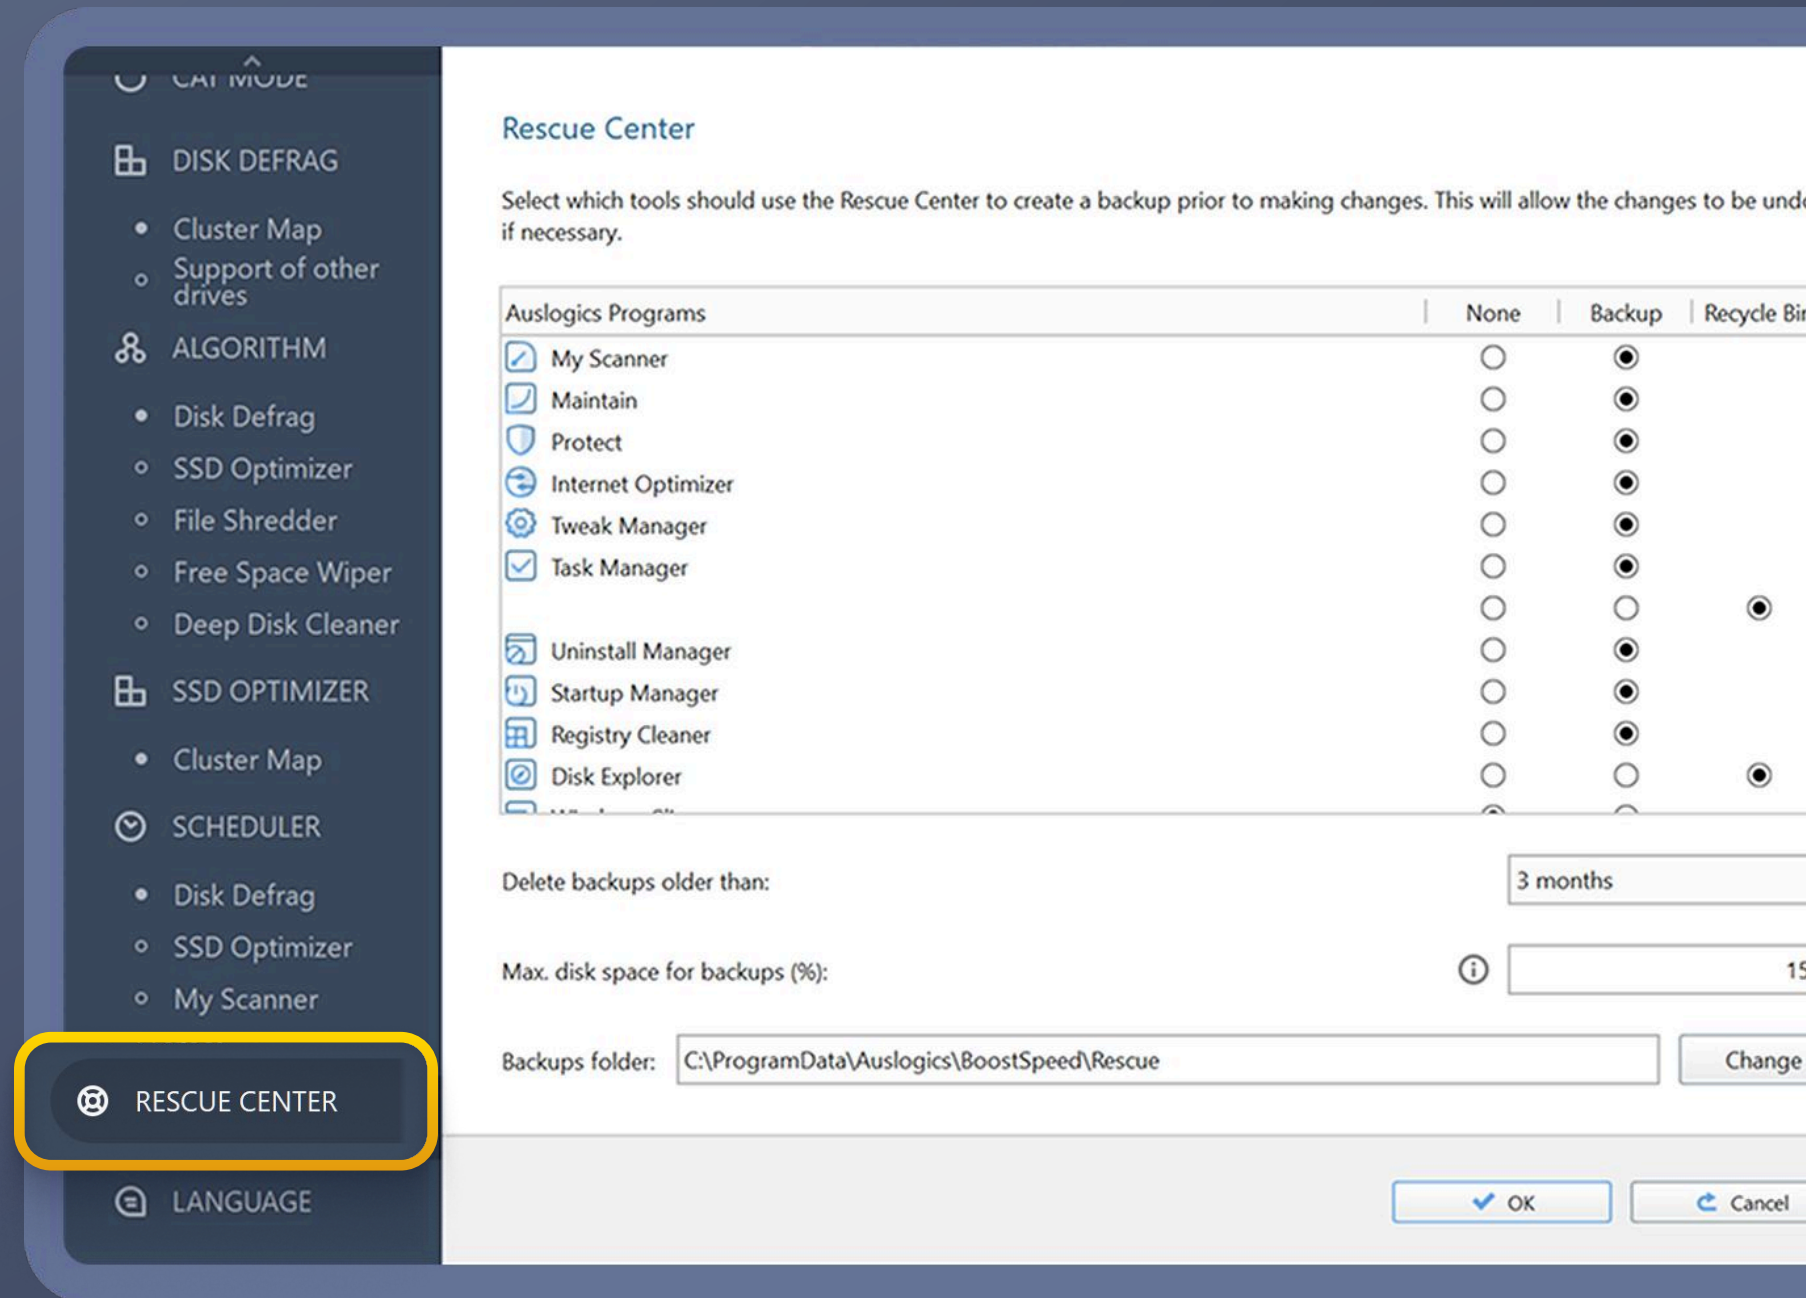 CAT MODE
DISK DEFRAG
Cluster Map
Support of other
drives
ALGORITHM
Disk Defrag
SSD Optimizer
File Shredder
Free Space Wiper
Deep Disk Cleaner
SSD OPTIMIZER
Cluster Map
SCHEDULER
Disk Defrag
SSD Optimizer
My Scanner
RESCUE CENTER
LANGUAGE
Rescue Center
Select which tools should use the Rescue Center to create a backup prior to making changes. This will allow the changes to be
if necessary.
Auslogics Programs None Backup Recycle
My Scanner
Maintain
Protect
Internet Optimizer
Tweak Manager
Task Manager
Uninstall Manager
Startup Manager
Registry Cleaner
Disk Explorer
Delete backups older than: 3 months
Max. disk space for backups (%): 15
Backups folder: C:\ProgramData\Auslogics\BoostSpeed\Rescue Change
OK Cancel